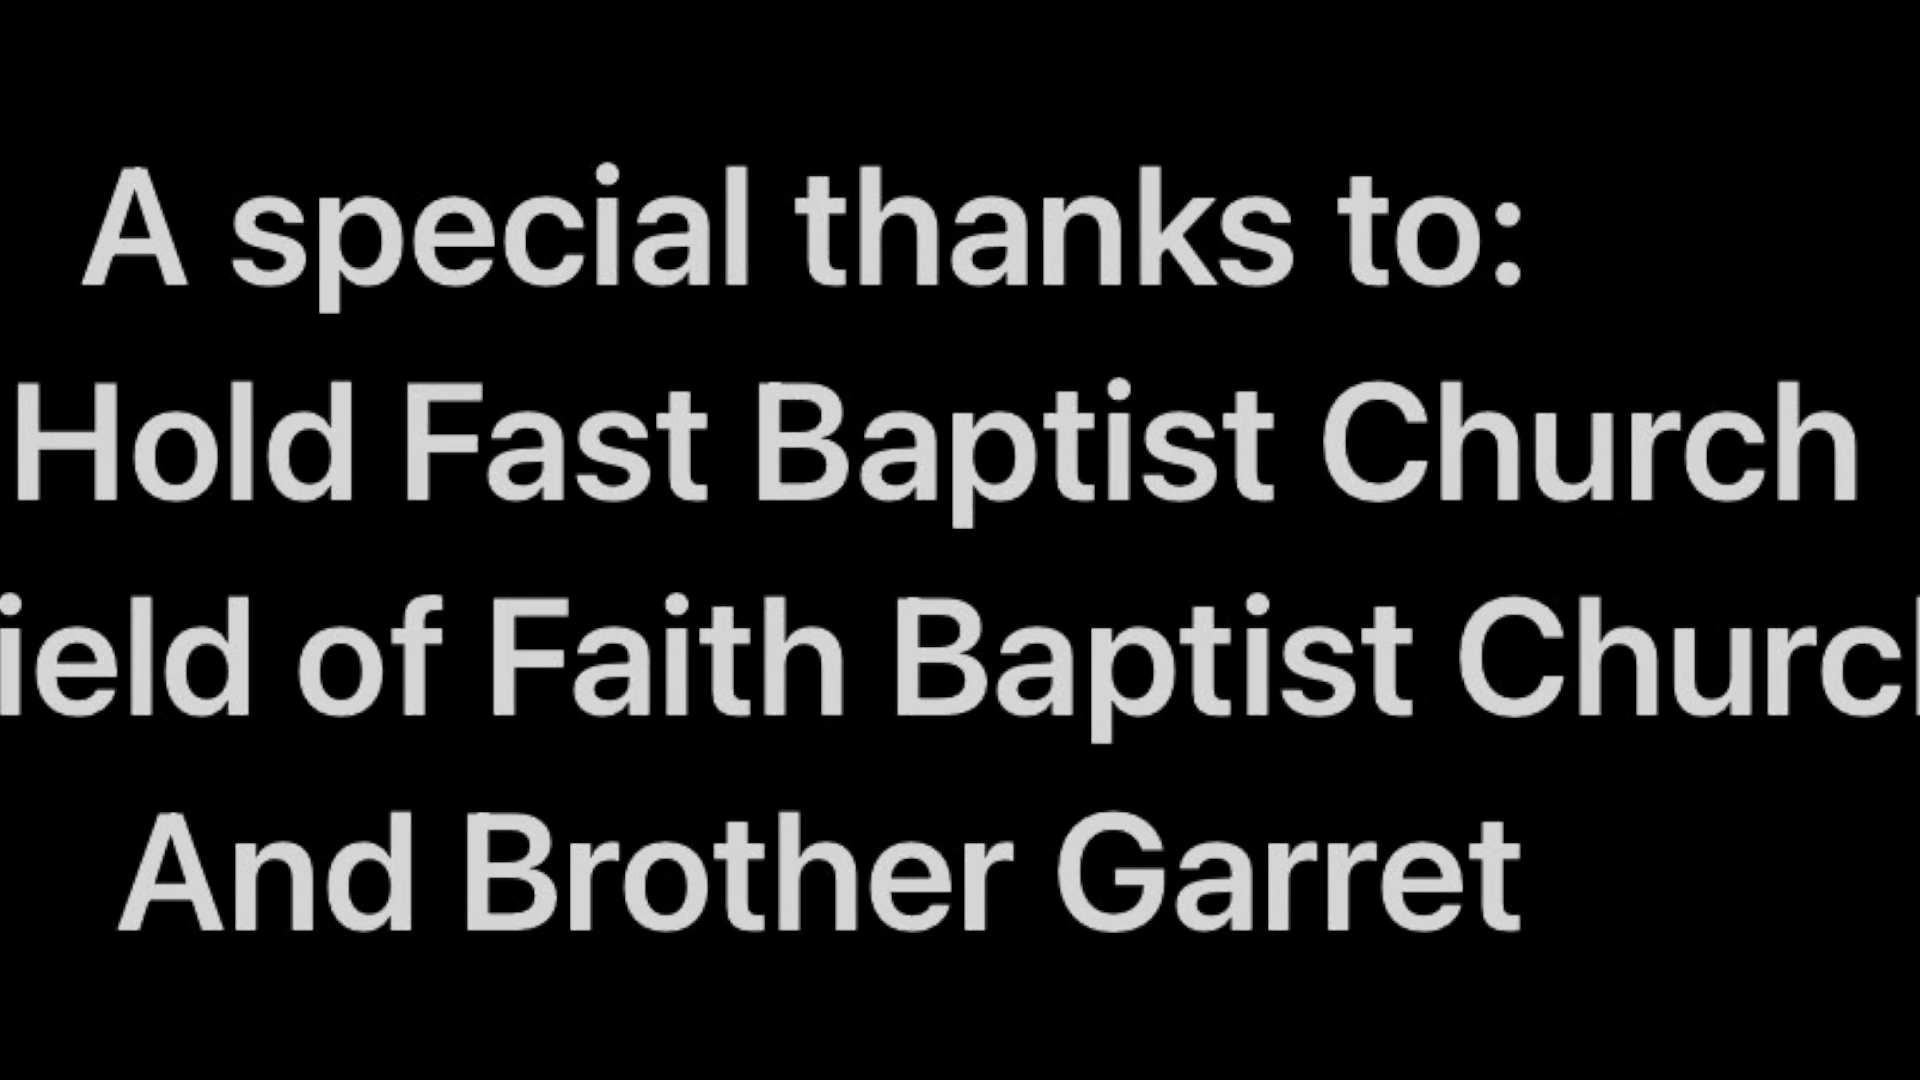 A special thanks to:
Hold Fast Baptist Church
ield of Faith Baptist Churc
And Brother Garret